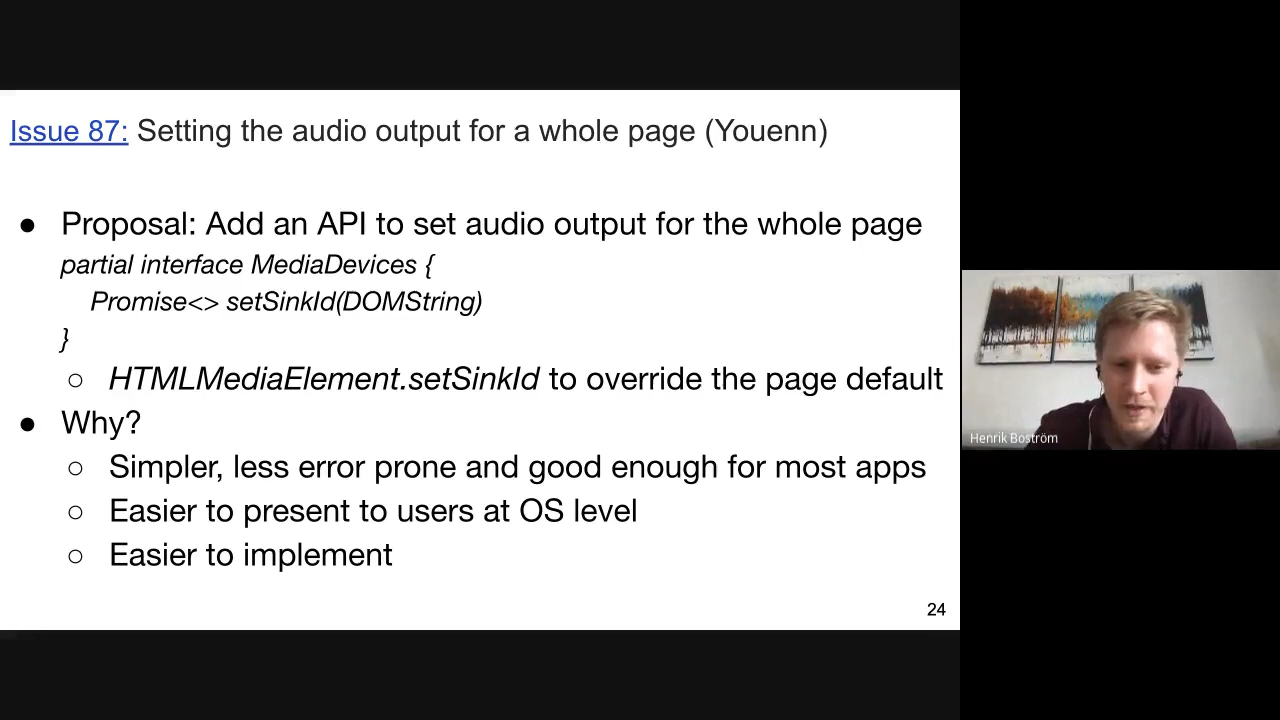 Issue 87: Setting the audio output for a whole page (Youenn)
● Proposal: Add an API to set audio output for the whole page
partial interface MediaDevices {
Promise<> setSinkId(DOMString)
}
○ HTMLMediaElement.setSinkId to override the page default
● Why?
○ Simpler, less error prone and good enough for most apps
○ Easier to present to users at OS level
○ Easier to implement
24
Henrik Boström